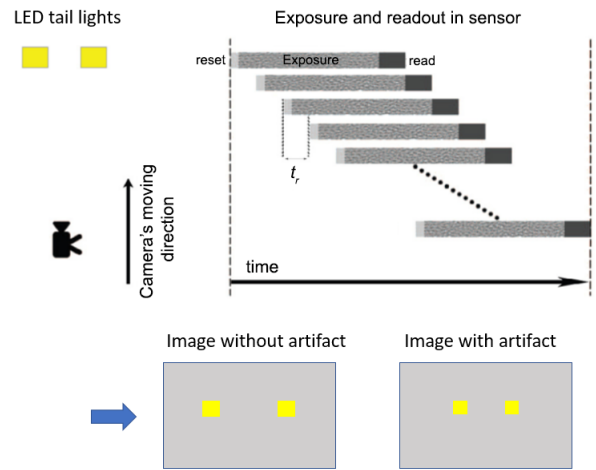 LED tail lights
Exposure and readout in sensor
reset
Exposure
read
tr
Camera's moving
direction
time
Image without artifact
Image with artifact